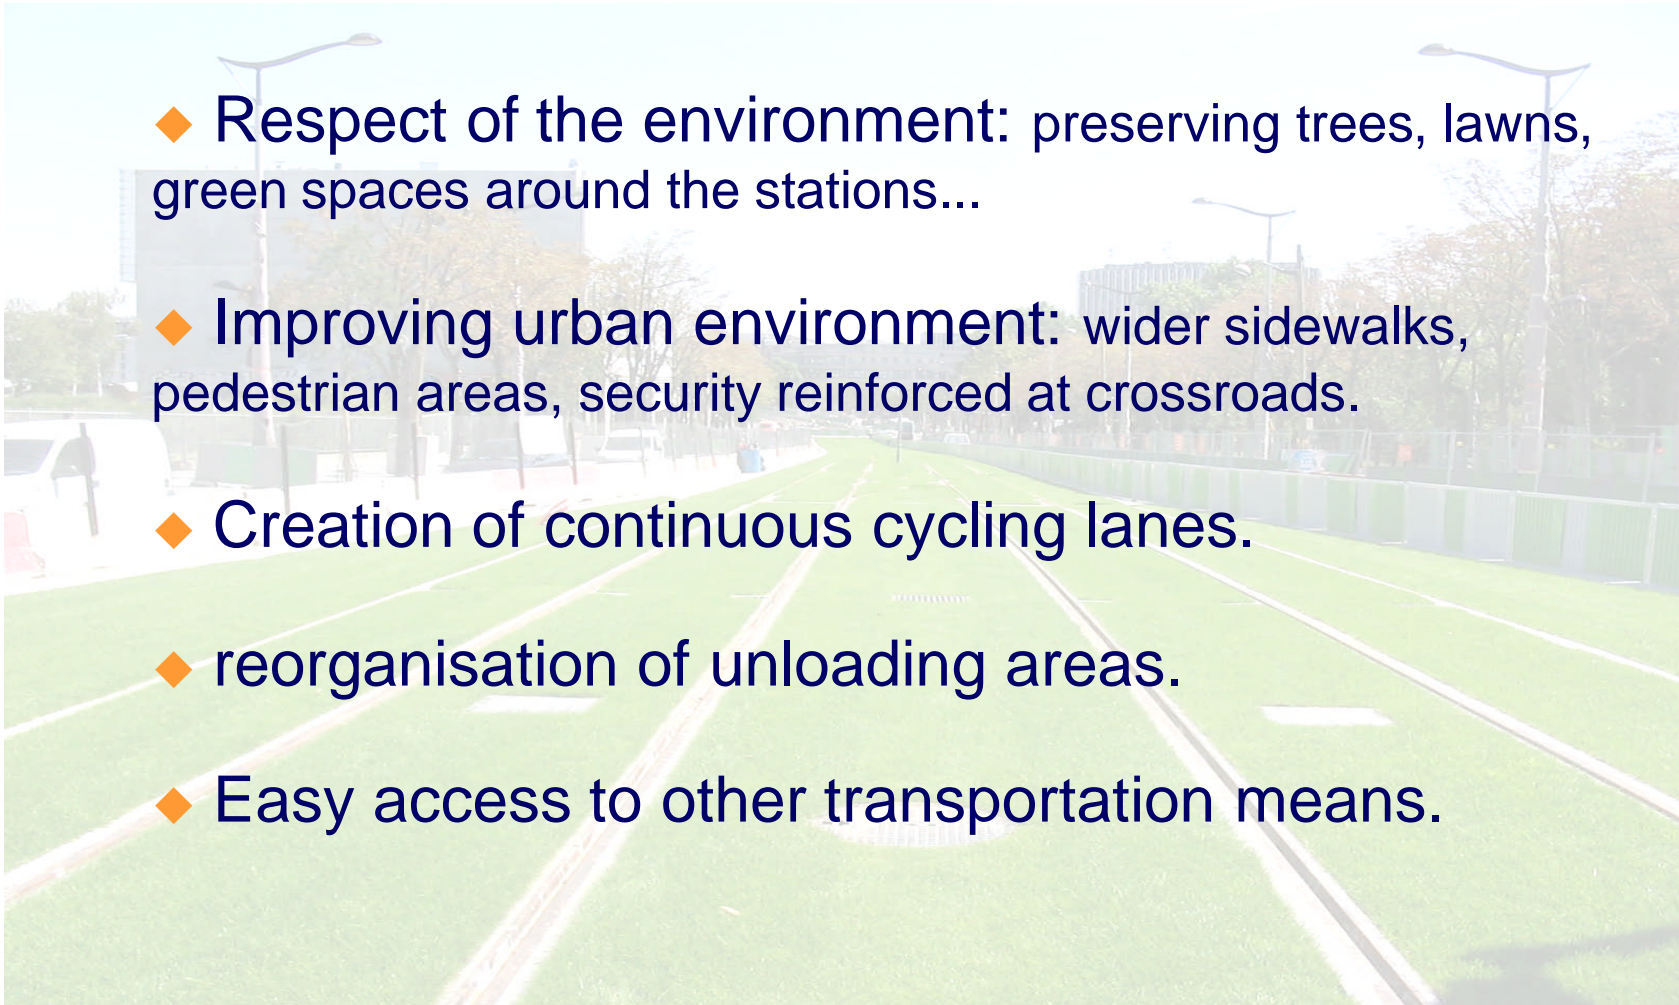 ◆ Respect of the environment: preserving trees, lawns,
green spaces around the stations...
◆ Improving urban environment: wider sidewalks,
pedestrian areas, security reinforced at crossroads.
◆ Creation of continuous cycling lanes.
◆ reorganisation of unloading areas.
◆ Easy access to other transportation means.